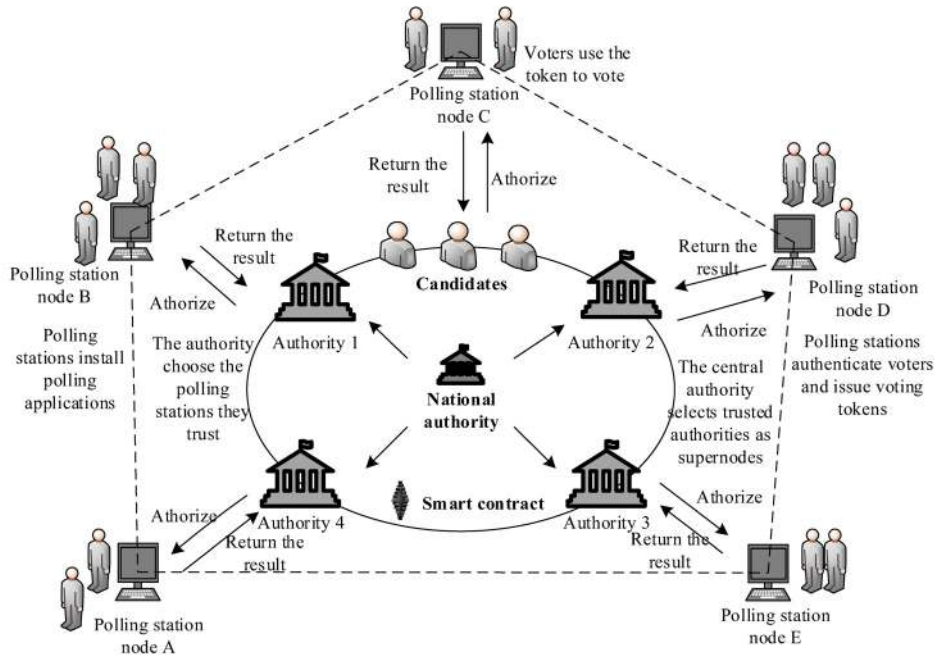 Voters use the
token to vote
Polling station
node C
Return the
result
Athorize
Polling station
node B
Return the
result
Athorize
Candidates
Return the
result
Athorize
Polling station
node D
Authority 1
Authority 2
Polling
stations install
polling
applications
The authority
choose the
polling
stations they
trust
National
authority
The central
authority
selects trusted
authorities as
supernodes
Polling stations
authenticate voters
and issue voting
tokens
Authority 4
Smart contract
Authority 3
Athorize
Return the
result
Athorize
Return the
result
Polling station
node A
Polling station
node E